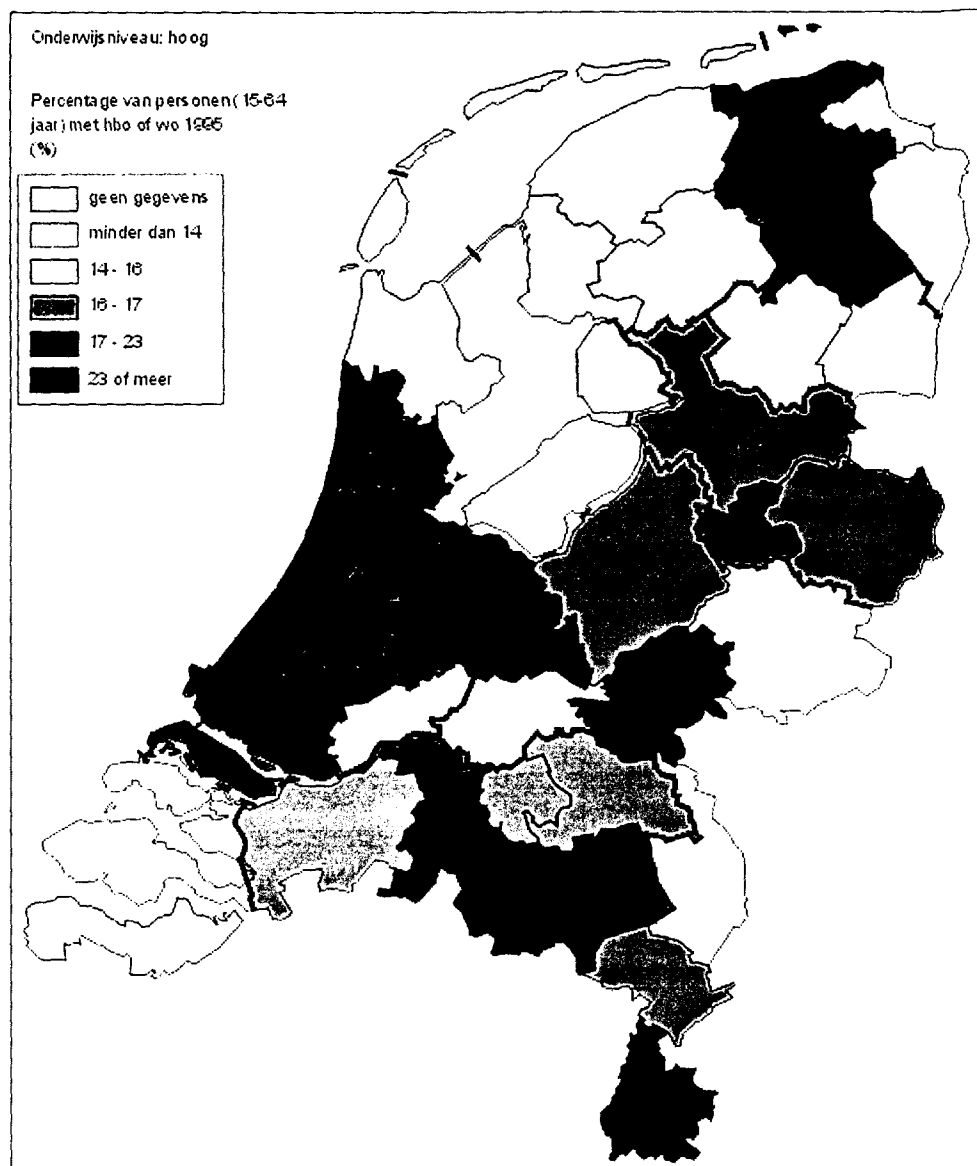 Onderwijsniveau: hoog
Percentage van personen (15-64
jaar) met hbo of wo 1995
(%)
geen gegevens
minder dan 14
14 - 16
16 - 17
17 - 23
23 of meer